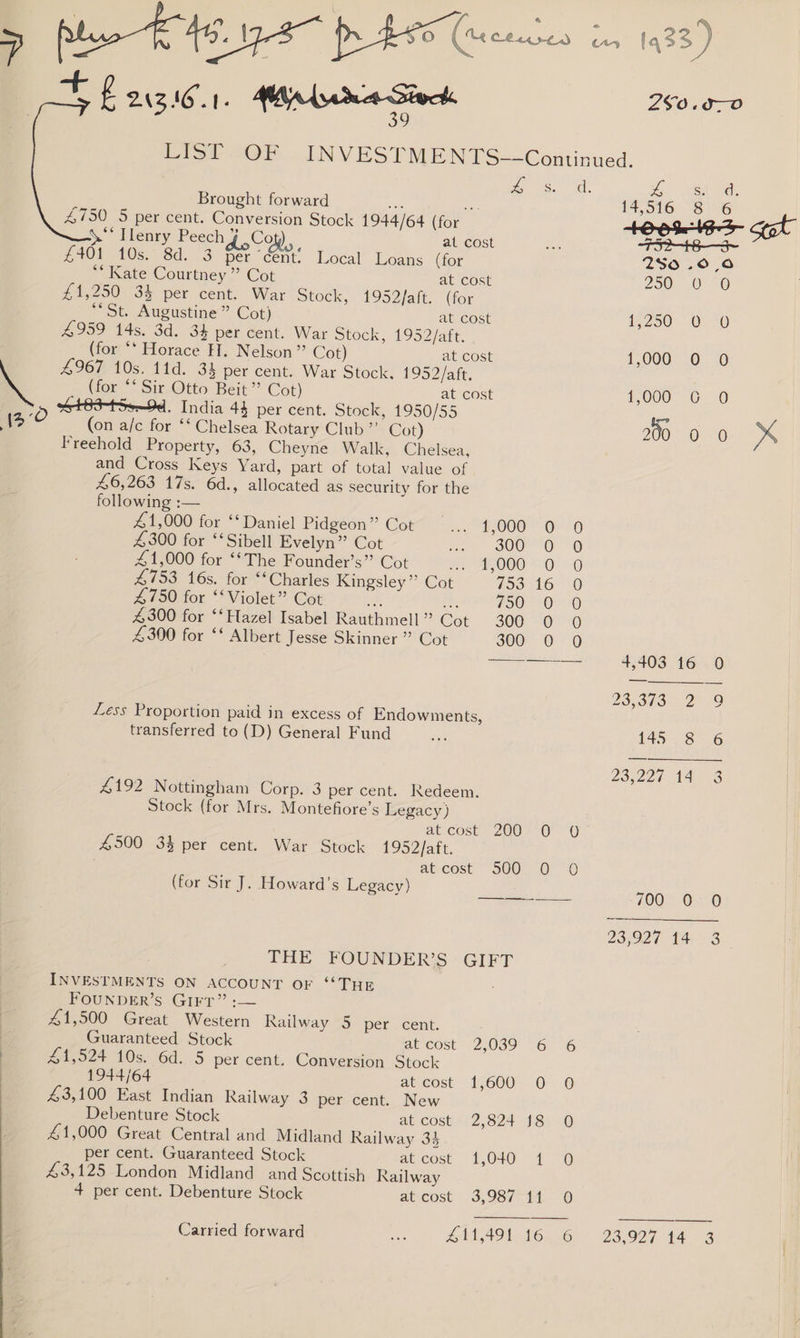 (received in 1933)
+ £ 213.16.1. Stock 250.0.0
39
LIST OF INVESTMENTS--Continued.
£ s. d. £ s. d.
Brought forward ... ... 14,516 8 6
£750 5 per cent. Conversion Stock 1944/64 (for
“Henry Peech & Co”) at cost ...
£401 10s. 8d. 3 per cent. Local Loans (for 250.0.0
“Kate Courtney” Cot at cost 250 0 0
£1,250 3½ per cent. War Stock, 1952/aft. (for
“St. Augustine” Cot) at cost 1,250 0 0
£959 14s. 3d. 3½ per cent. War Stock, 1952/aft.
(for “Horace H. Nelson” Cot) at cost 1,000 0 0
£967 10s. 11d. 3½ per cent. War Stock, 1952/aft.
(for “Sir Otto Beit” Cot) at cost 1,000 0 0
£183 15s. 9d. India 4½ per cent. Stock, 1950/55
(on a/c for “Chelsea Rotary Club” Cot) 200 0 0 X
Freehold Property, 63, Cheyne Walk, Chelsea,
and Cross Keys Yard, part of total value of
£6,263 17s. 6d., allocated as security for the
following :—
£1,000 for “Daniel Pidgeon” Cot ... 1,000 0 0
£300 for “Sibell Evelyn” Cot ... 300 0 0
£1,000 for “The Founder’s” Cot ... 1,000 0 0
£753 16s. for “Charles Kingsley” Cot 753 16 0
£750 for “Violet” Cot ... ... 750 0 0
£300 for “Hazel Isabel Rauthmell” Cot 300 0 0
£300 for “Albert Jesse Skinner” Cot 300 0 0
4,403 16 0
23,373 2 9
Less Proportion paid in excess of Endowments,
transferred to (D) General Fund ... 145 8 6
23,227 14 3
£192 Nottingham Corp. 3 per cent. Redeem.
Stock (for Mrs. Montefiore’s Legacy)
at cost 200 0 0
£500 3½ per cent. War Stock 1952/aft.
at cost 500 0 0
(for Sir J. Howard’s Legacy)
700 0 0
23,927 14 3
THE FOUNDER’S GIFT
INVESTMENTS ON ACCOUNT OF “THE
FOUNDER’S GIFT” :—
£1,500 Great Western Railway 5 per cent.
Guaranteed Stock at cost 2,039 6 6
£1,524 10s. 6d. 5 per cent. Conversion Stock
1944/64 at cost 1,600 0 0
£3,100 East Indian Railway 3 per cent. New
Debenture Stock at cost 2,824 18 0
£1,000 Great Central and Midland Railway 3½
per cent. Guaranteed Stock at cost 1,040 1 0
£3,125 London Midland and Scottish Railway
4 per cent. Debenture Stock at cost 3,987 11 0
Carried forward ... £11,491 16 6 23,927 14 3